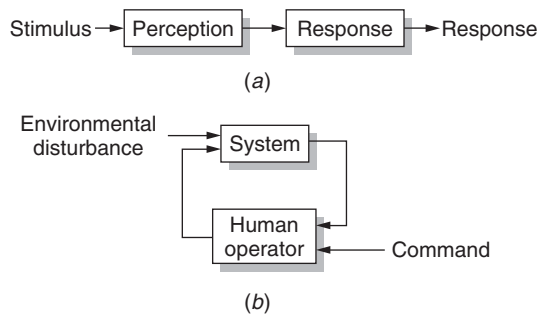 Stimulus Perception Response Response
(a)
Environmental
disturbance
System
Human
operator
Command
(b)